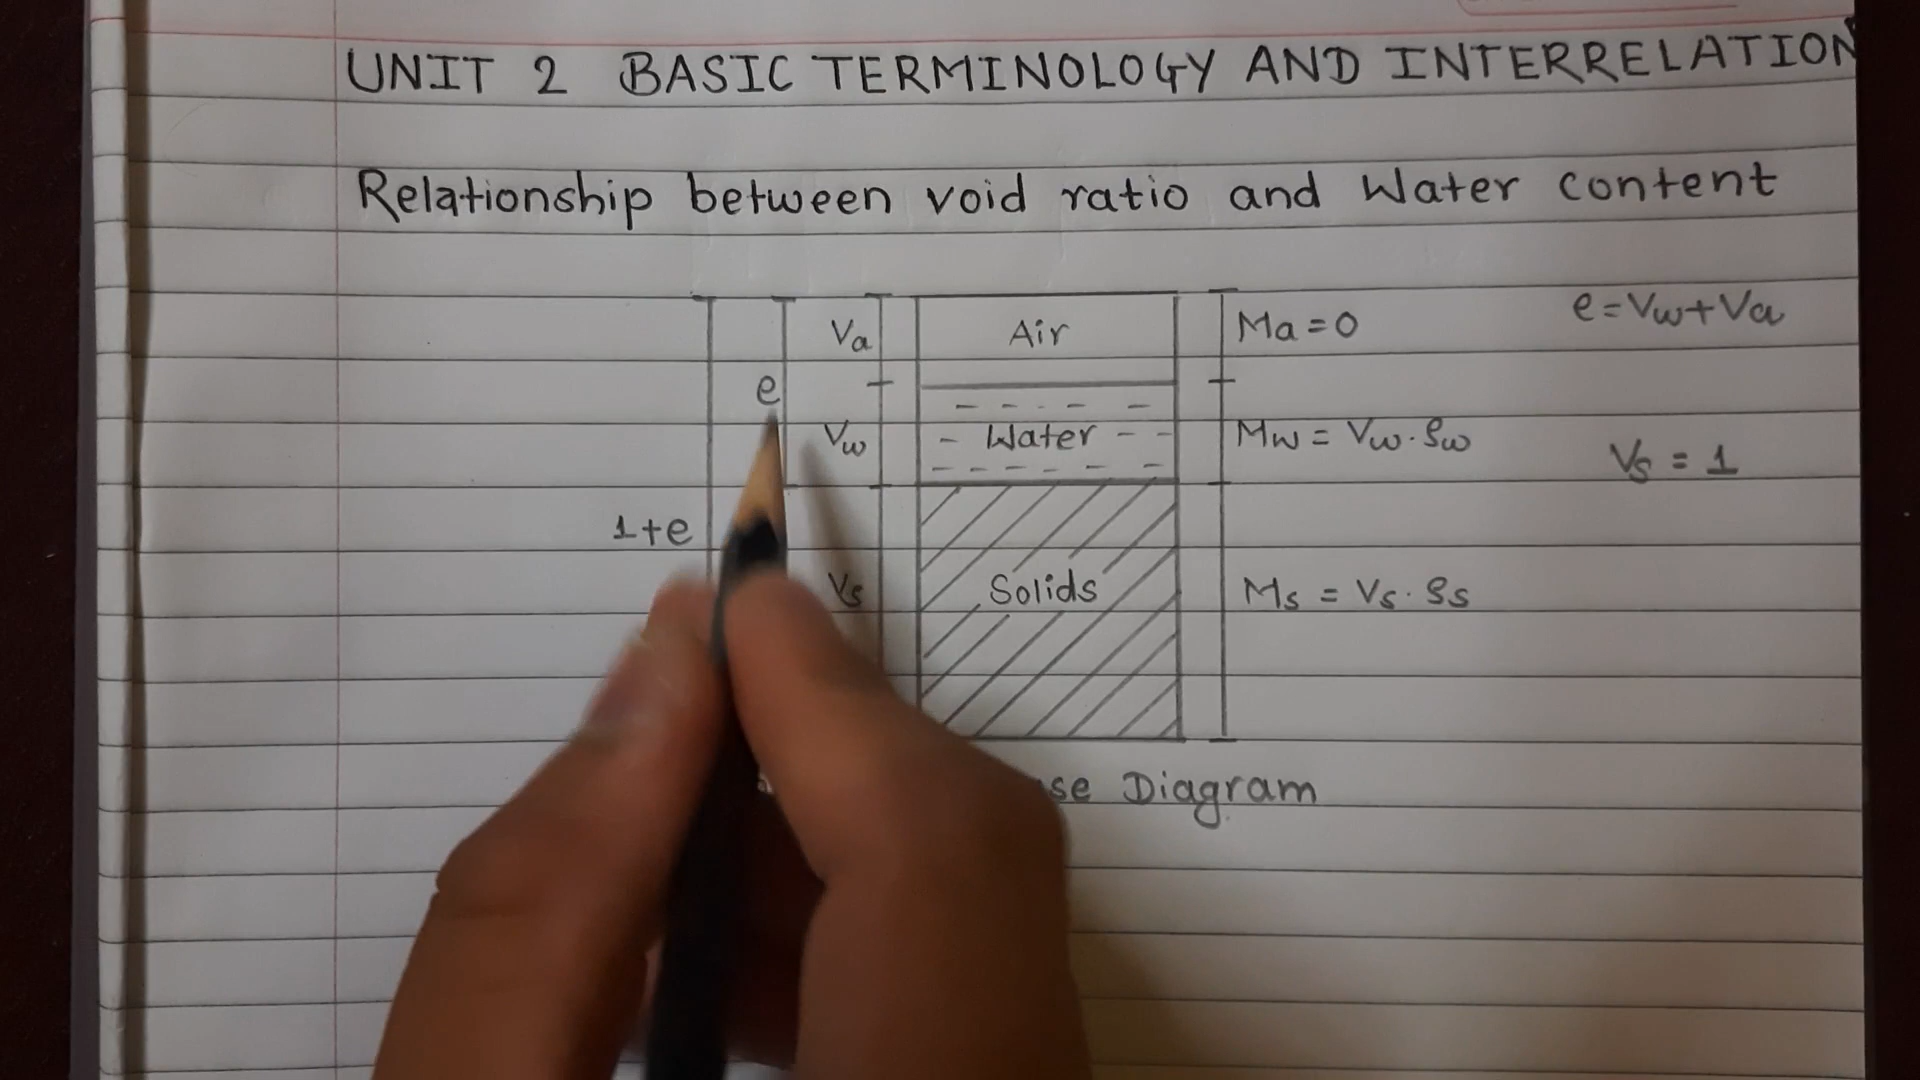 UNIT 2 BASIC TERMINOLOGY AND INTERRELATION
Relationship between void ratio and Water content
Va
Air
Ma = 0
e = Vw + Va
e
Vw
Water
Mw = Vw · ρw
Vs = 1
1+e
Vs
Solids
Ms = Vs · ρs
Diagram